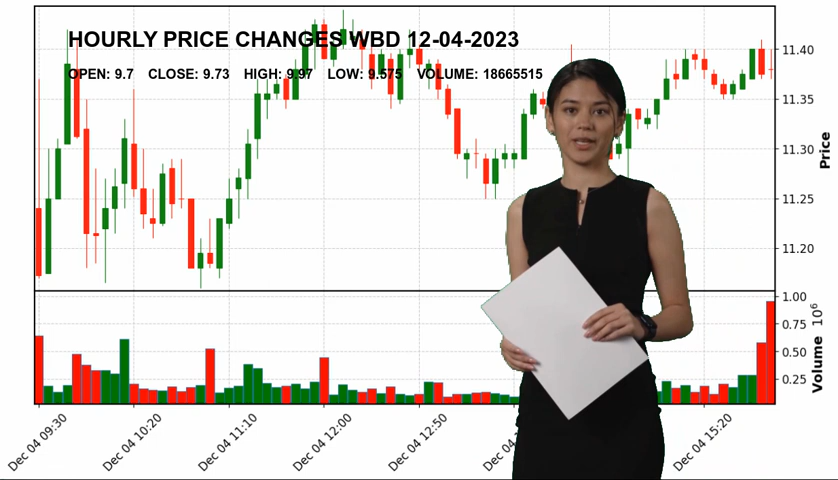 HOURLY PRICE CHANGES WBD 12-04-2023
OPEN: 9.7 CLOSE: 9.73 HIGH: 9.97 LOW: 9.575 VOLUME: 18665515
11.40
11.35
11.30
11.25
11.20
Price
1.00
0.75
0.50
0.25
Volume 10^6
Dec 04 09:30
Dec 04 10:20
Dec 04 11:10
Dec 04 12:00
Dec 04 12:50
Dec 04 15:20